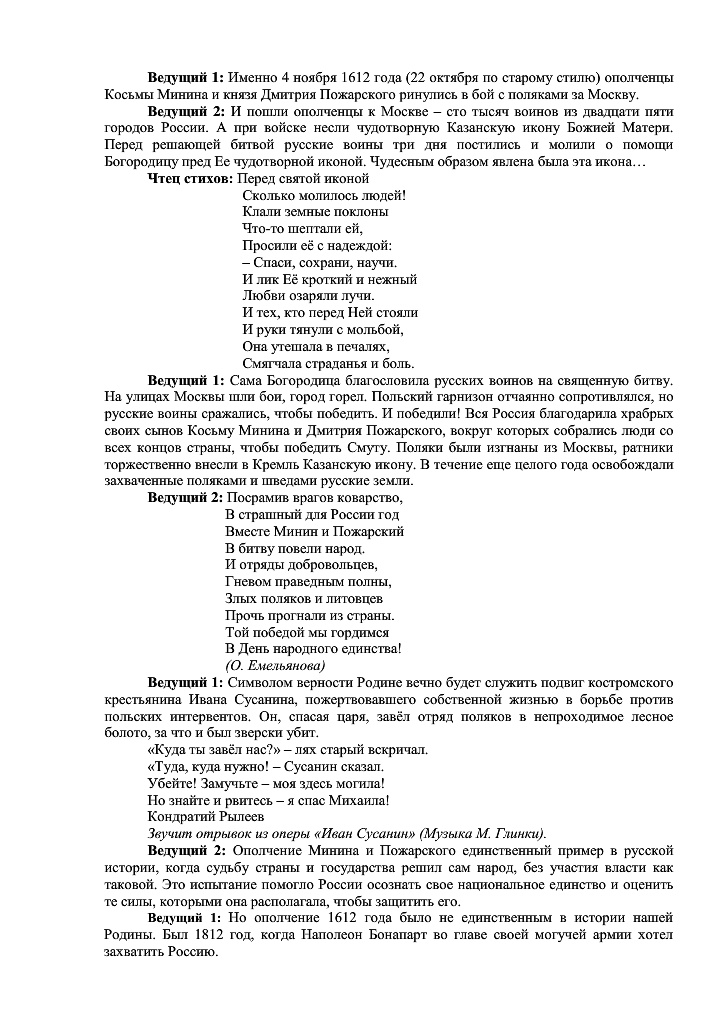 Ведущий 1: Именно 4 ноября 1612 года (22 октября по старому стилю) ополченцы
Косьмы Минина и князя Дмитрия Пожарского ринулись в бой с поляками за Москву.
Ведущий 2: И пошли ополченцы к Москве – сто тысяч воинов из двадцати пяти
городов России. А при войске несли чудотворную Казанскую икону Божией Матери.
Перед решающей битвой русские воины три дня постились и молили о помощи
Богородицу пред Ее чудотворной иконой. Чудесным образом явлена была эта икона…
Чтец стихов: Перед святой иконой
Сколько молилось людей!
Клали земные поклоны
Что-то шептали ей,
Просили её с надеждой:
– Спаси, сохрани, научи.
И лик Её кроткий и нежный
Любви озаряли лучи.
И тех, кто перед Ней стояли
И руки тянули с мольбой,
Она утешала в печалях,
Смягчала страданья и боль.
Ведущий 1: Сама Богородица благословила русских воинов на священную битву.
На улицах Москвы шли бои, город горел. Польский гарнизон отчаянно сопротивлялся, но
русские воины сражались, чтобы победить. И победили! Вся Россия благодарила храбрых
своих сынов Косьму Минина и Дмитрия Пожарского, вокруг которых собрались люди со
всех концов страны, чтобы победить Смуту. Поляки были изгнаны из Москвы, ратники
торжественно внесли в Кремль Казанскую икону. В течение еще целого года освобождали
захваченные поляками и шведами русские земли.
Ведущий 2: Посрамив врагов коварство,
В страшный для России год
Вместе Минин и Пожарский
В битву повели народ.
И отряды добровольцев,
Гневом праведным полны,
Злых поляков и литовцев
Прочь прогнали из страны.
Той победой мы гордимся
В День народного единства!
(О. Емельянова)
Ведущий 1: Символом верности Родине вечно будет служить подвиг костромского
крестьянина Ивана Сусанина, пожертвовавшего собственной жизнью в борьбе против
польских интервентов. Он, спасая царя, завёл отряд поляков в непроходимое лесное
болото, за что и был зверски убит.
«Куда ты завёл нас?» – лях старый вскричал.
«Туда, куда нужно! – Сусанин сказал.
Убейте! Замучьте – моя здесь могила!
Но знайте и рвитесь – я спас Михаила!
Кондратий Рылеев
Звучит отрывок из оперы «Иван Сусанин» (Музыка М. Глинки).
Ведущий 2: Ополчение Минина и Пожарского единственный пример в русской
истории, когда судьбу страны и государства решил сам народ, без участия власти как
таковой. Это испытание помогло России осознать свое национальное единство и оценить
те силы, которыми она располагала, чтобы защитить его.
Ведущий 1: Но ополчение 1612 года было не единственным в истории нашей
Родины. Был 1812 год, когда Наполеон Бонапарт во главе своей могучей армии хотел
захватить Россию.